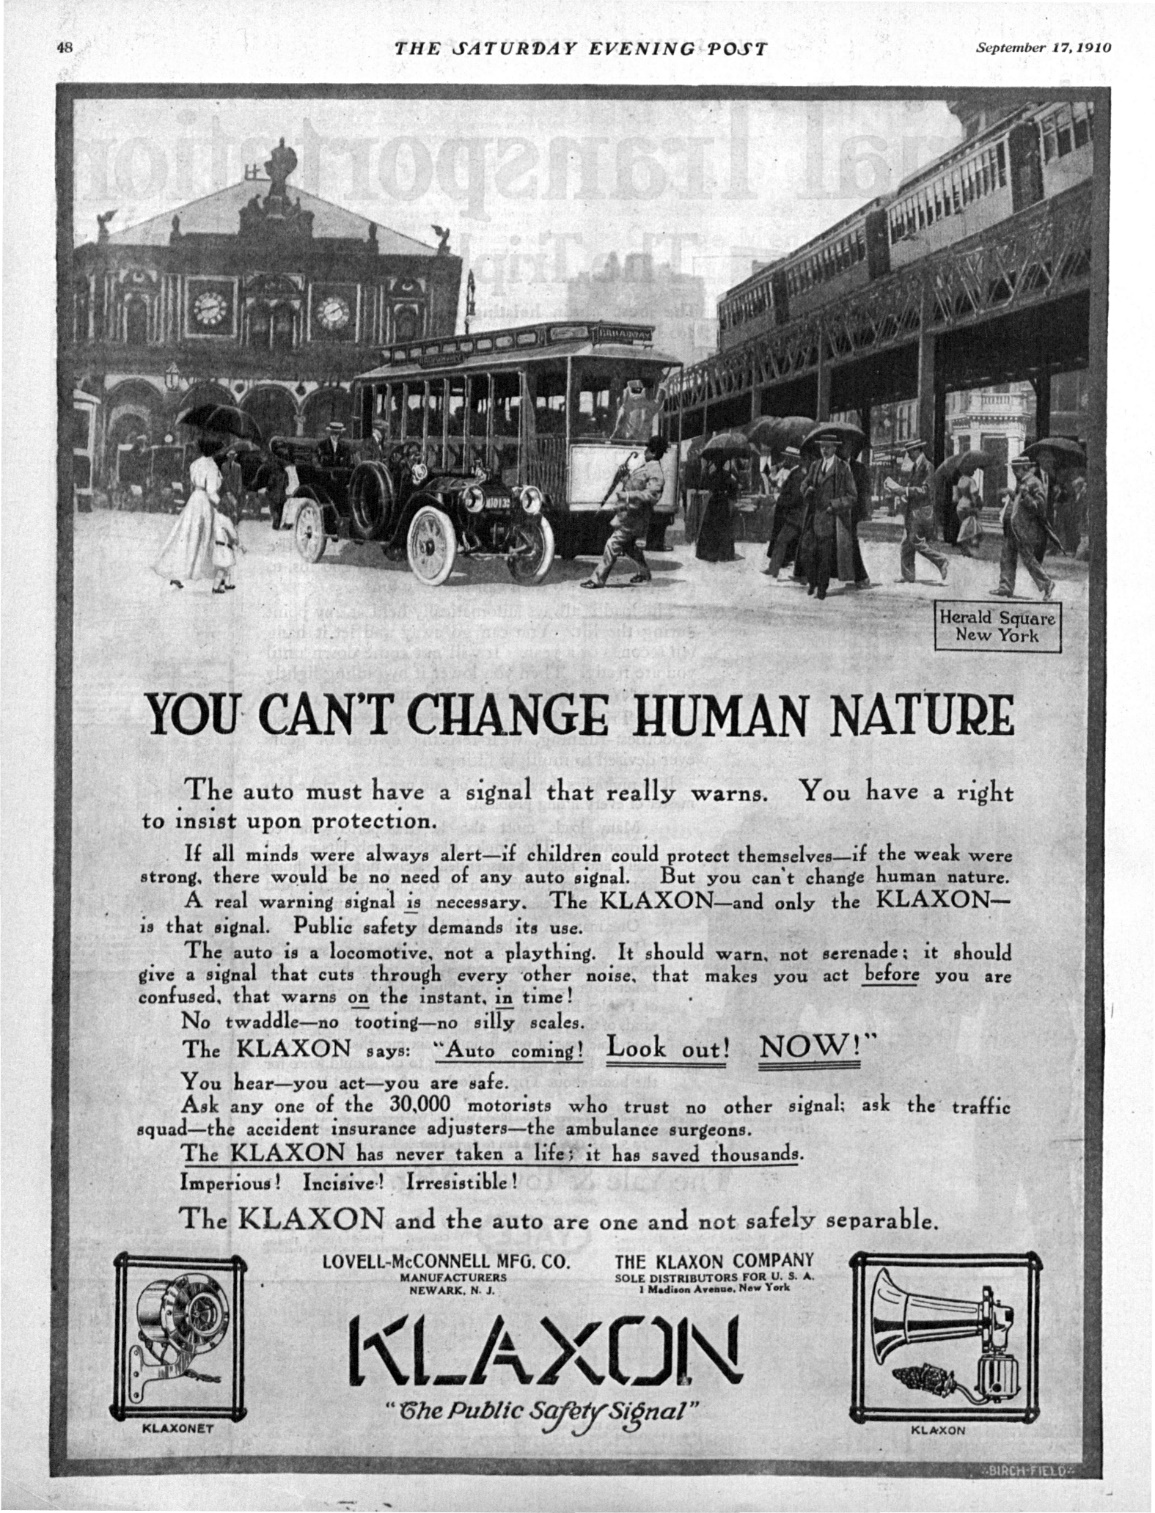 48
THE SATURDAY EVENING POST
September 17, 1910
Herald Square
New York
YOU CAN'T CHANGE HUMAN NATURE
The auto must have a signal that really warns. You have a right
to insist upon protection.
If all minds were always alert—if children could protect themselves—if the weak were
strong, there would be no need of any auto signal. But you can't change human nature.
A real warning signal is necessary. The KLAXON—and only the KLAXON—
is that signal. Public safety demands its use.
The auto is a locomotive, not a plaything. It should warn, not serenade; it should
give a signal that cuts through every other noise, that makes you act before you are
confused, that warns on the instant, in time!
No twaddle—no tooting—no silly scales.
The KLAXON says: "Auto coming! Look out! NOW!"
You hear—you act—you are safe.
Ask any one of the 30,000 motorists who trust no other signal; ask the traffic
squad—the accident insurance adjusters—the ambulance surgeons.
The KLAXON has never taken a life; it has saved thousands.
Imperious! Incisive! Irresistible!
The KLAXON and the auto are one and not safely separable.
LOVELL-McCONNELL MFG. CO.
MANUFACTURERS
NEWARK, N. J.
THE KLAXON COMPANY
SOLE DISTRIBUTORS FOR U. S. A.
1 Madison Avenue, New York
KLAXON
"The Public Safety Signal"
KLAXONET
KLAXON
BIRCH-FIELD